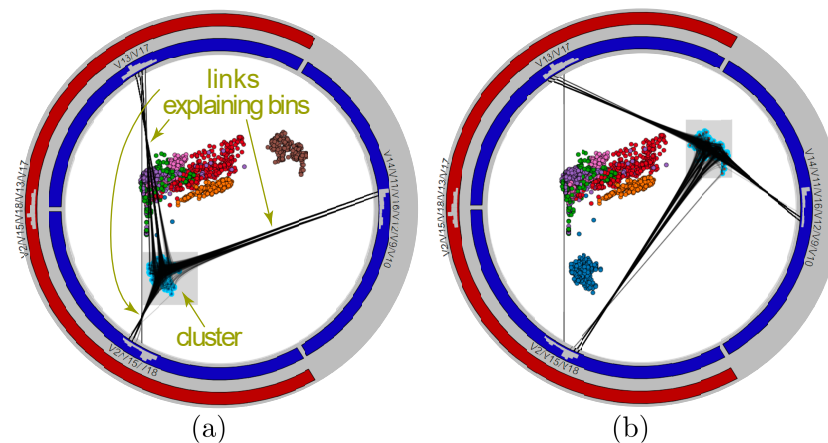 V13/V17
links
explaining bins
V2/V15/V18/V13/V17
V14/V11/V16/V12/V9/V10
cluster
V2/V15/V18
(a)
V13/V17
V2/V15/V18/V13/V17
V14/V11/V16/V12/V9/V10
V2/V15/V18
(b)